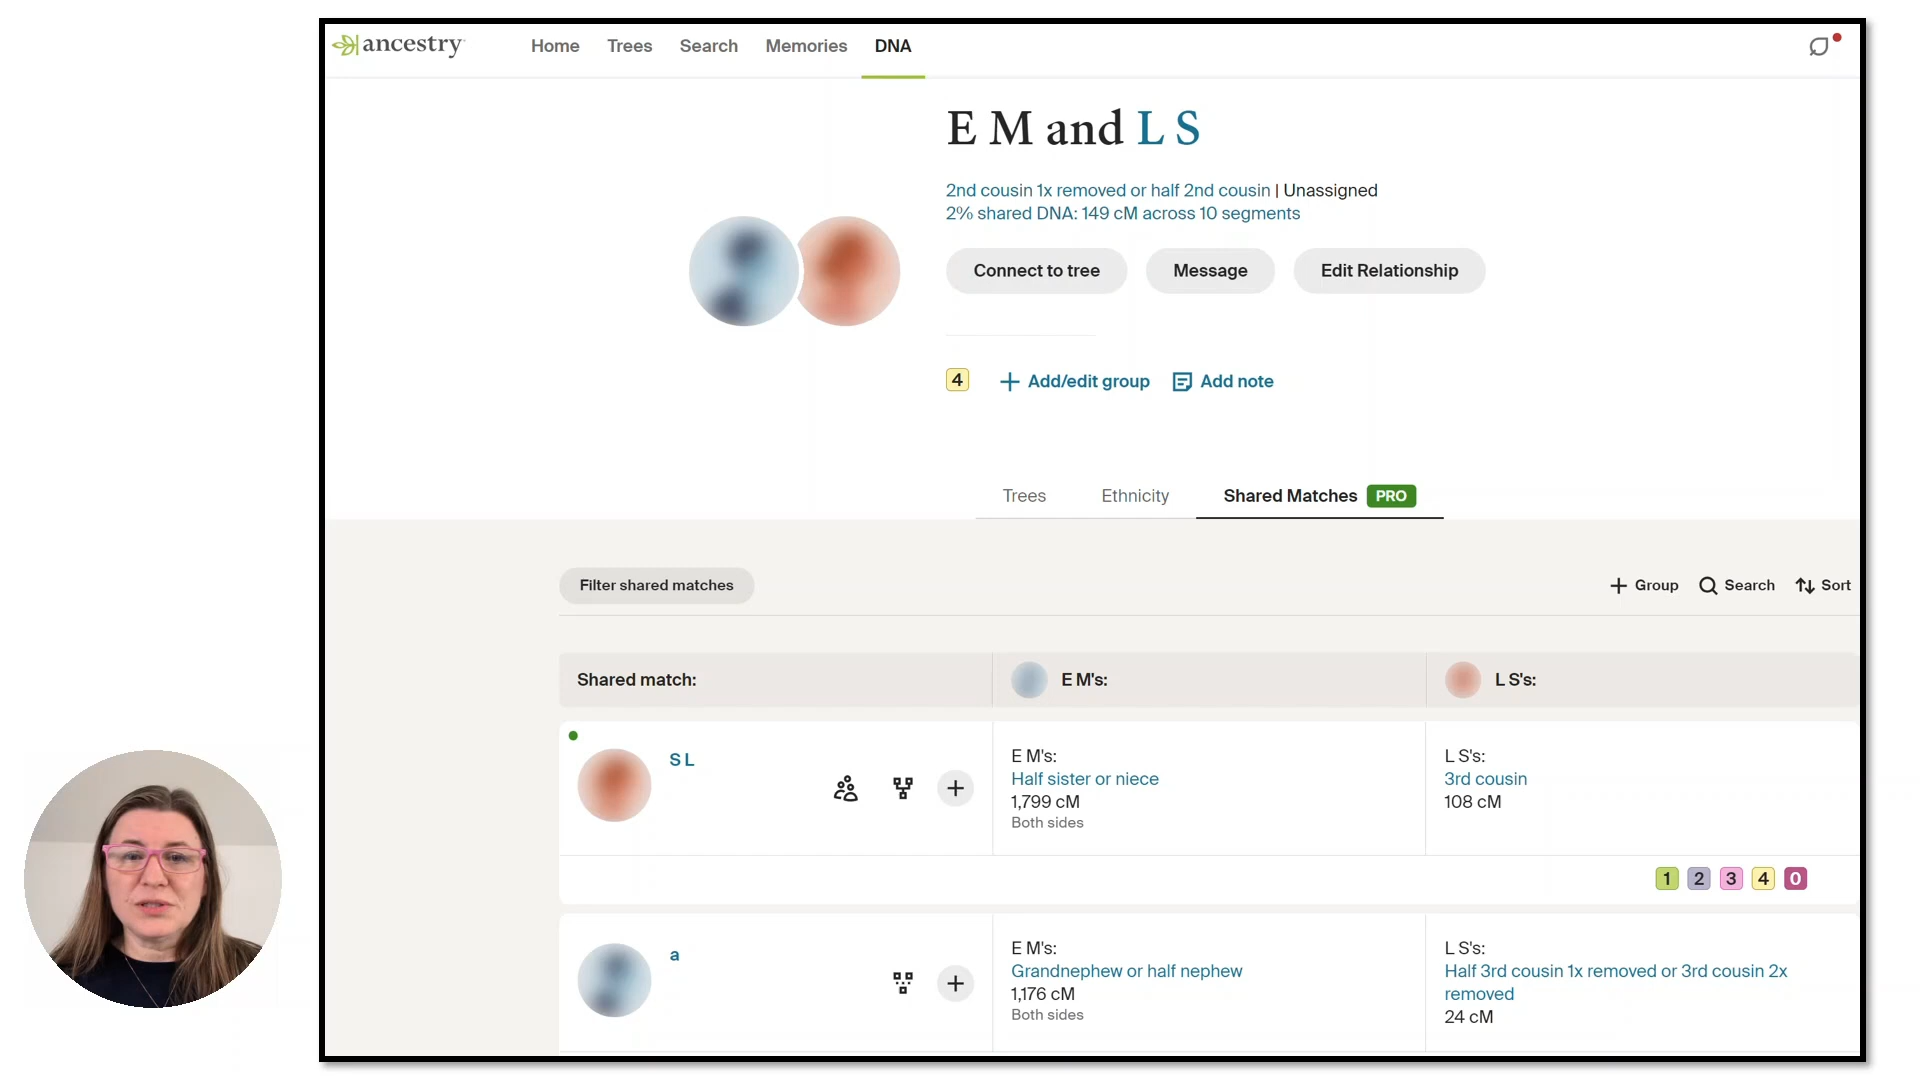 ancestry
Home Trees Search Memories DNA
E M and L S
2nd cousin 1x removed or half 2nd cousin | Unassigned
2% shared DNA: 149 cM across 10 segments
Connect to tree Message Edit Relationship
4 Add/edit group Add note
Trees Ethnicity Shared Matches PRO
Filter shared matches
Group Search Sort
Shared match: E M's: L S's:
S L
E M's:
Half sister or niece
1,799 cM
Both sides
L S's:
3rd cousin
108 cM
1 2 3 4 0
a
E M's:
Grandnephew or half nephew
1,176 cM
Both sides
L S's:
Half 3rd cousin 1x removed or 3rd cousin 2x
removed
24 cM